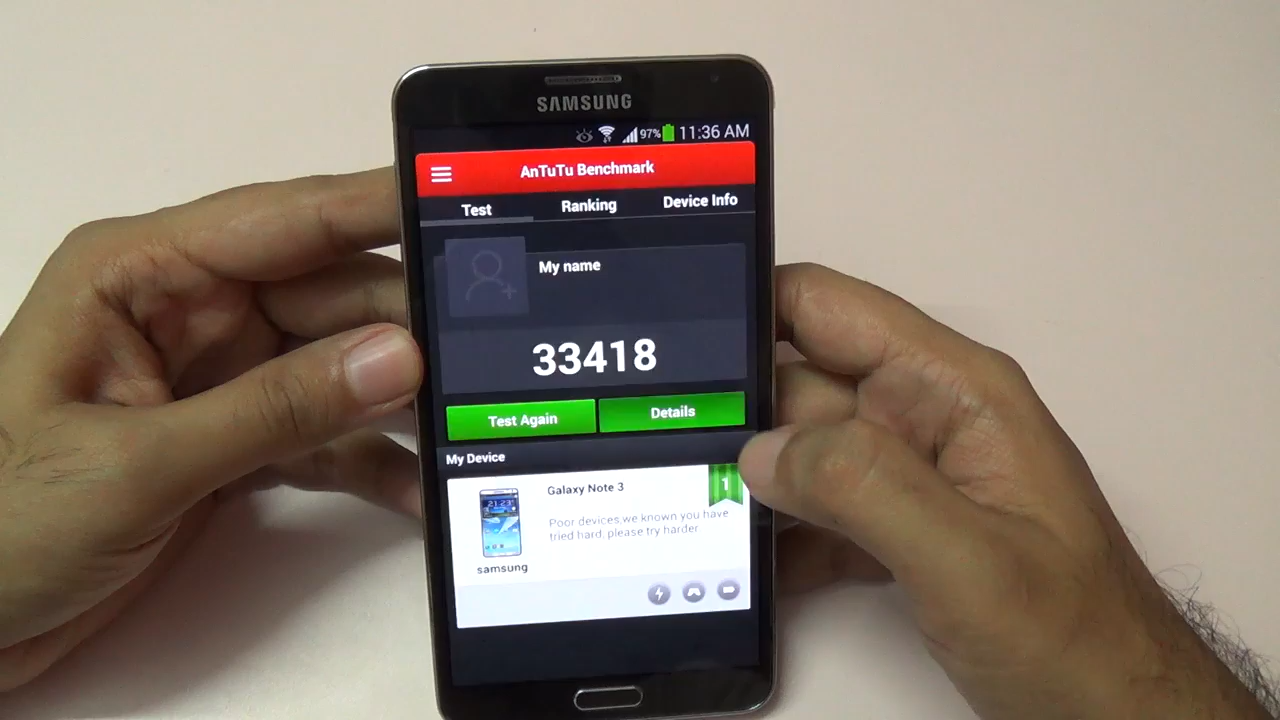 SAMSUNG
97% 11:36 AM
AnTuTu Benchmark
Test Ranking Device Info
My name
33418
Test Again Details
My Device
Galaxy Note 3
1
Poor devices,we known you have
tried hard, please try harder
samsung